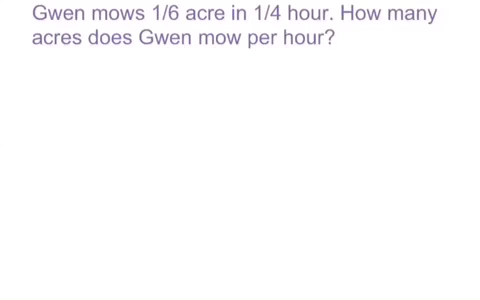 Gwen mows 1/6 acre in 1/4 hour. How many
acres does Gwen mow per hour?